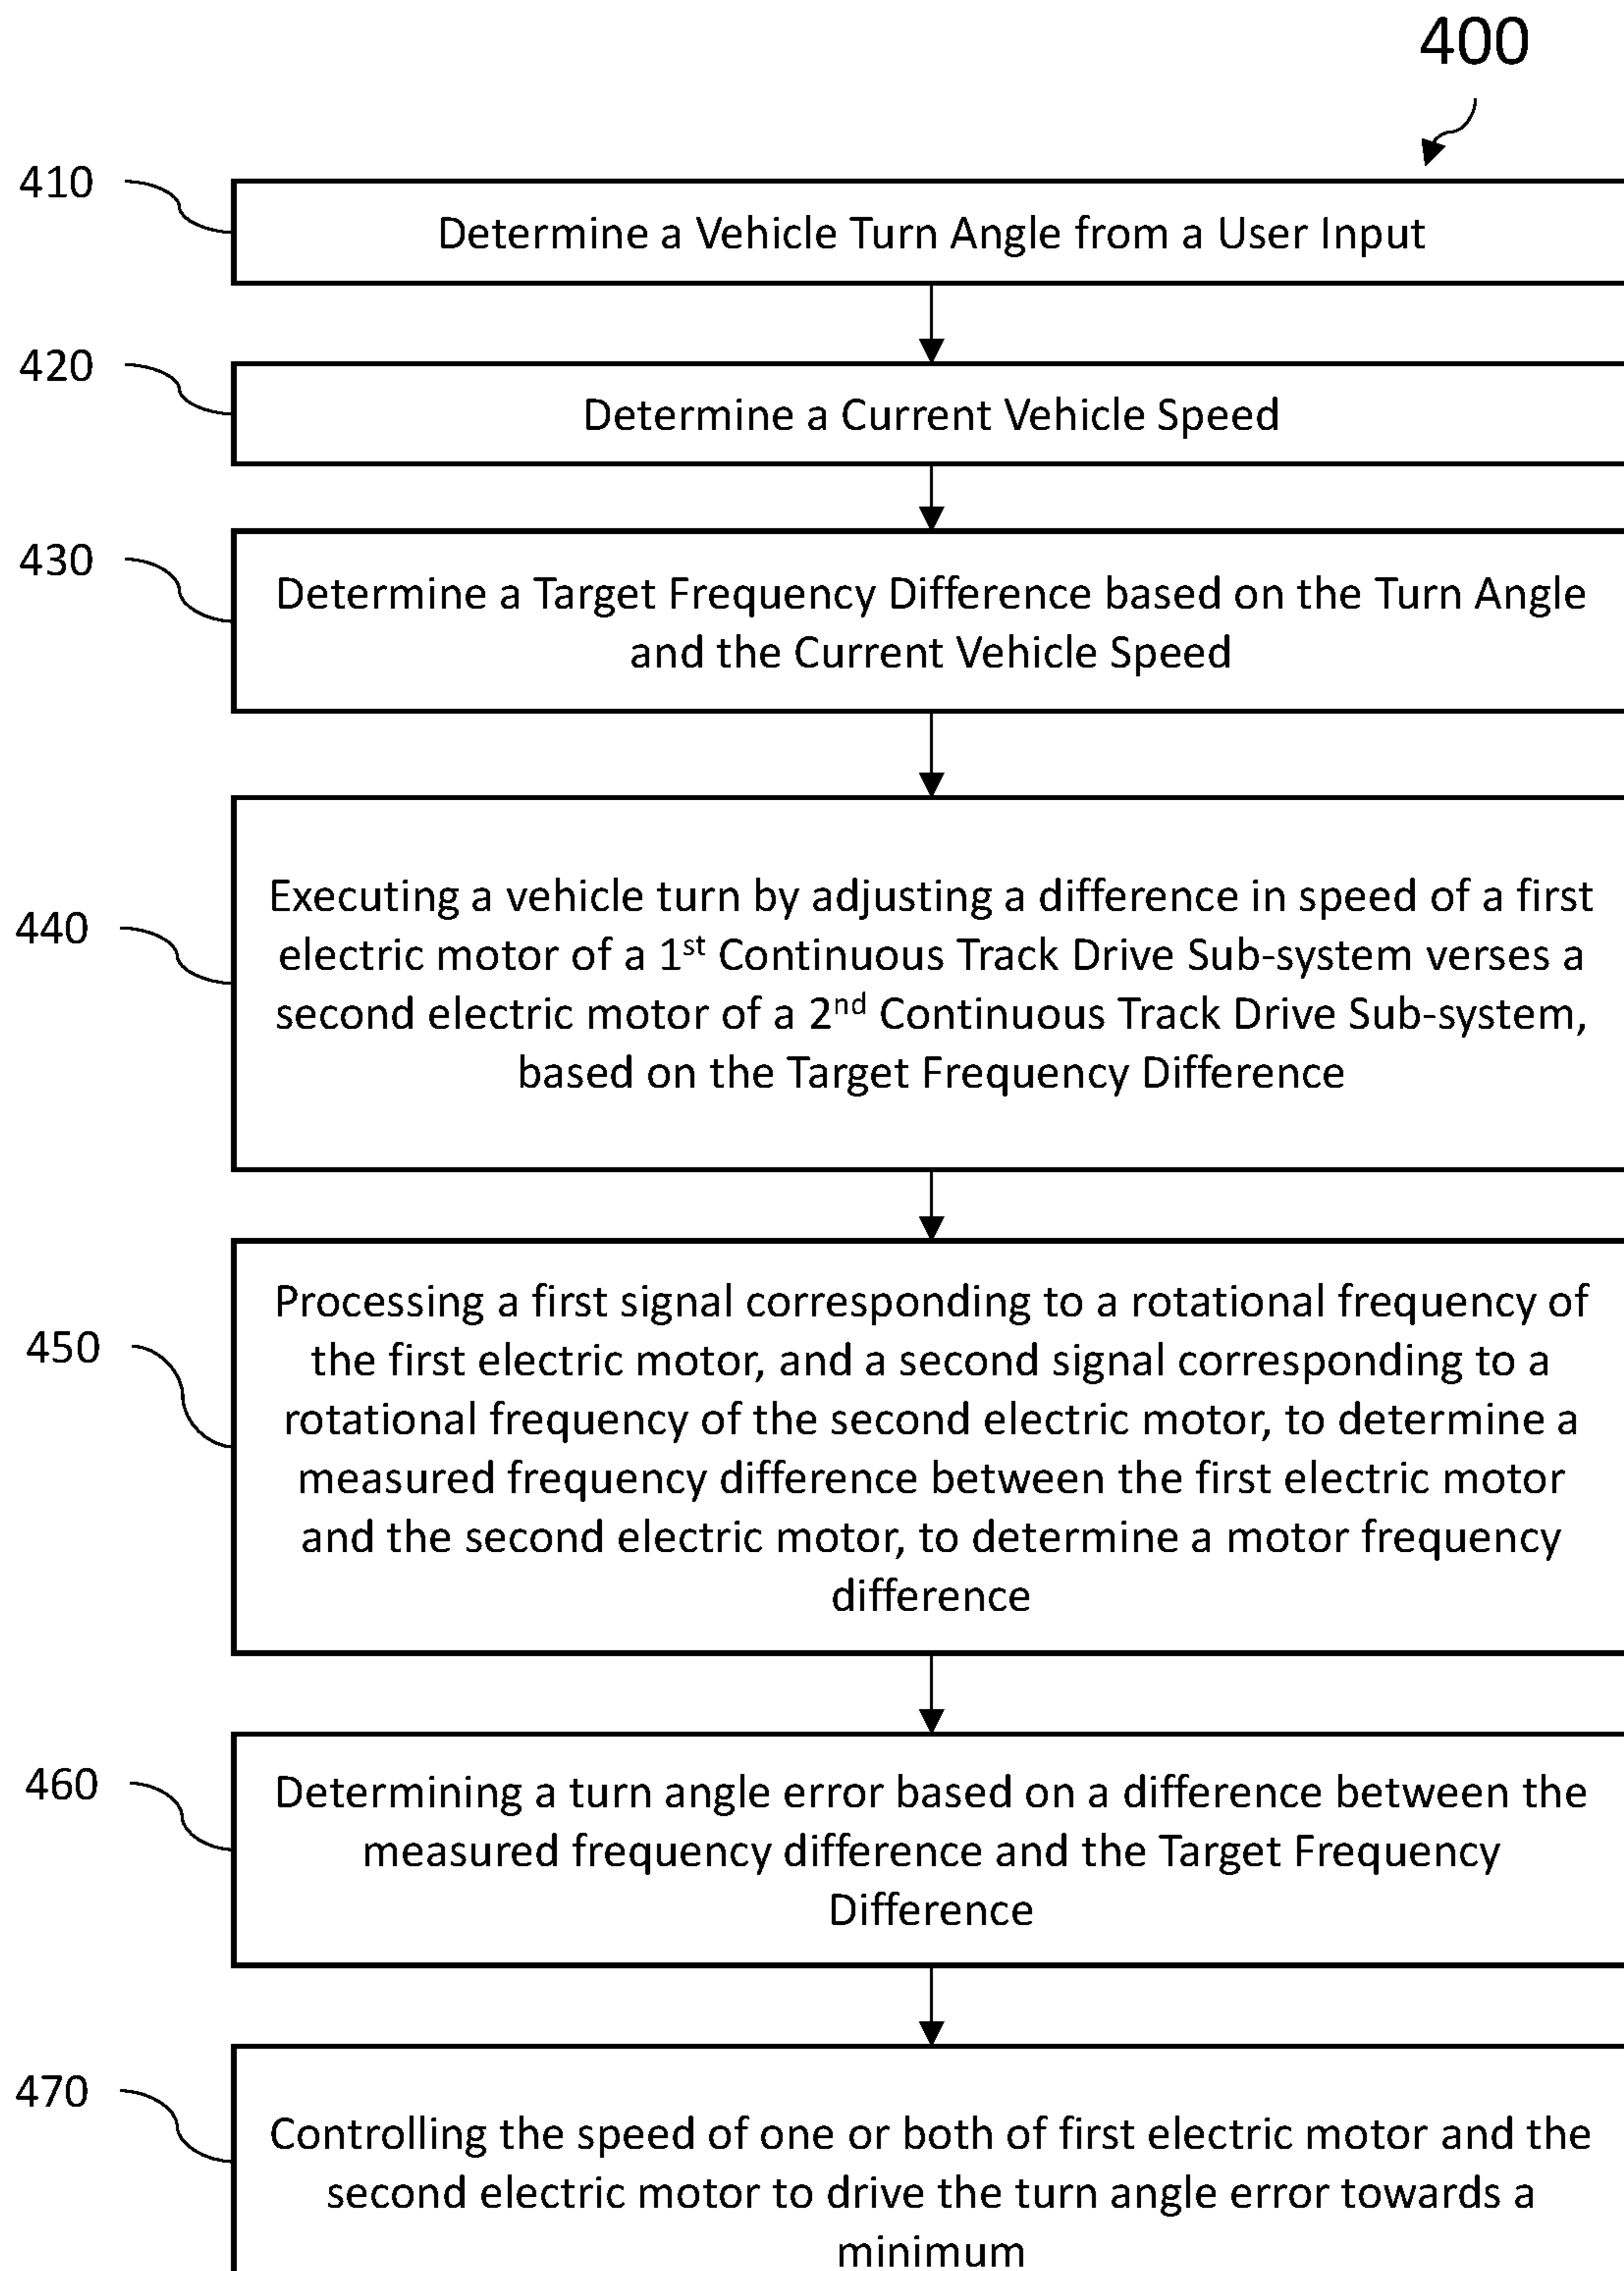 400
410
Determine a Vehicle Turn Angle from a User Input
420
Determine a Current Vehicle Speed
430
Determine a Target Frequency Difference based on the Turn Angle
and the Current Vehicle Speed
440
Executing a vehicle turn by adjusting a difference in speed of a first
electric motor of a 1st Continuous Track Drive Sub-system verses a
second electric motor of a 2nd Continuous Track Drive Sub-system,
based on the Target Frequency Difference
450
Processing a first signal corresponding to a rotational frequency of
the first electric motor, and a second signal corresponding to a
rotational frequency of the second electric motor, to determine a
measured frequency difference between the first electric motor
and the second electric motor, to determine a motor frequency
difference
460
Determining a turn angle error based on a difference between the
measured frequency difference and the Target Frequency
Difference
470
Controlling the speed of one or both of first electric motor and the
second electric motor to drive the turn angle error towards a
minimum